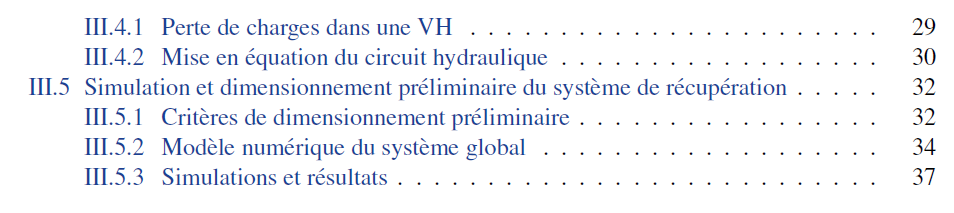 III.4.1 Perte de charges dans une VH . . . . . . . . . . . . . . . . . . . . . . . 29
III.4.2 Mise en équation du circuit hydraulique . . . . . . . . . . . . . . . . . . 30
III.5 Simulation et dimensionnement préliminaire du système de récupération . . . . . 32
III.5.1 Critères de dimensionnement préliminaire . . . . . . . . . . . . . . . . . 32
III.5.2 Modèle numérique du système global . . . . . . . . . . . . . . . . . . . 34
III.5.3 Simulations et résultats . . . . . . . . . . . . . . . . . . . . . . . . . . . 37